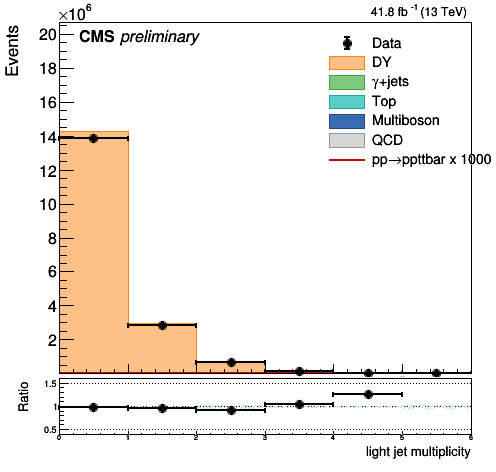 ×10⁶
41.8 fb⁻¹ (13 TeV)
CMS preliminary
Events
20
18
16
14
12
10
8
6
4
2
Data
DY
γ+jets
Top
Multiboson
QCD
pp→ppttbar x 1000
Ratio
1.5
1
0.5
0 1 2 3 4 5 6
light jet multiplicity